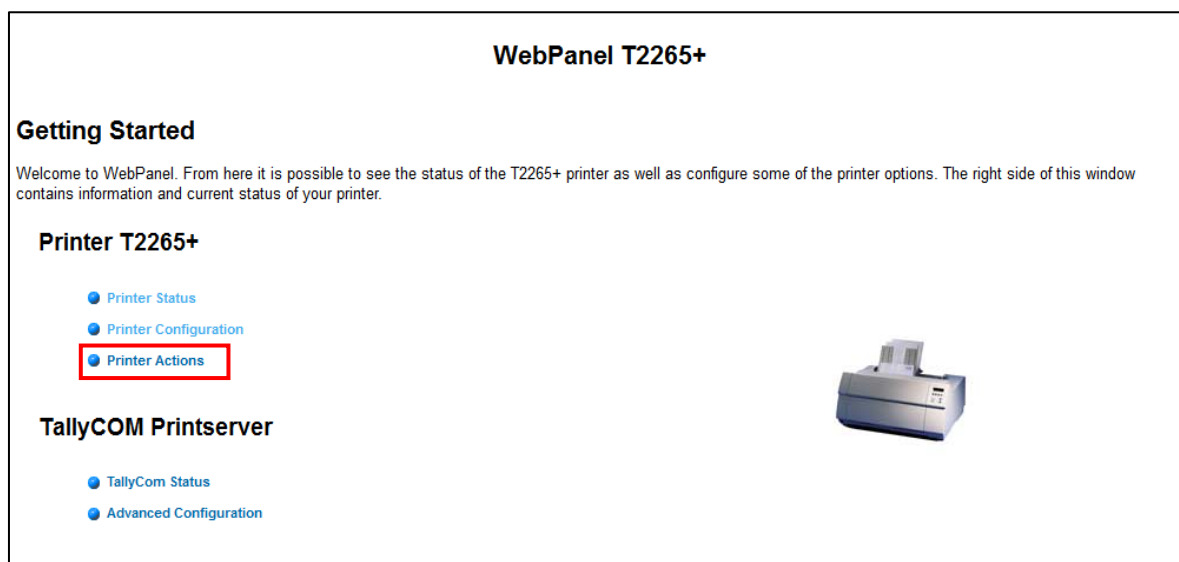 WebPanel T2265+
Getting Started
Welcome to WebPanel. From here it is possible to see the status of the T2265+ printer as well as configure some of the printer options. The right side of this window
contains information and current status of your printer.
Printer T2265+
Printer Status
Printer Configuration
Printer Actions
TallyCOM Printserver
TallyCom Status
Advanced Configuration